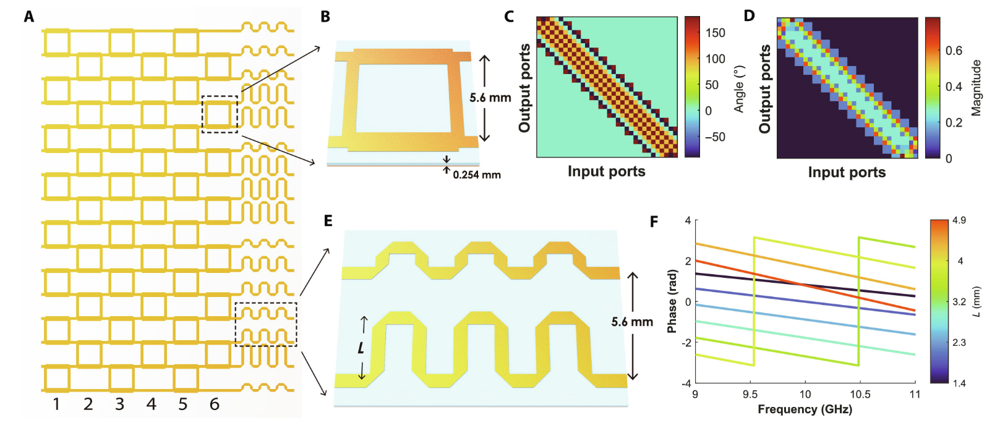 A
1 2 3 4 5 6
B
5.6 mm
0.254 mm
C
Output ports
Input ports
150
100
50
0
−50
Angle (°)
D
Output ports
Input ports
0.6
0.4
0.2
0
Magnitude
E
L
5.6 mm
F
4
2
0
-2
-4
Phase (rad)
9 9.5 10 10.5 11
Frequency (GHz)
4.9
4
3.2
2.3
1.4
L (mm)